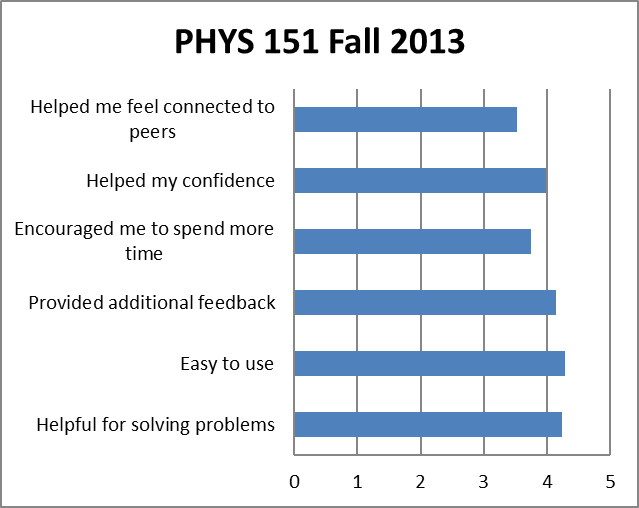 PHYS 151 Fall 2013
Helped me feel connected to
peers
Helped my confidence
Encouraged me to spend more
time
Provided additional feedback
Easy to use
Helpful for solving problems
0 1 2 3 4 5